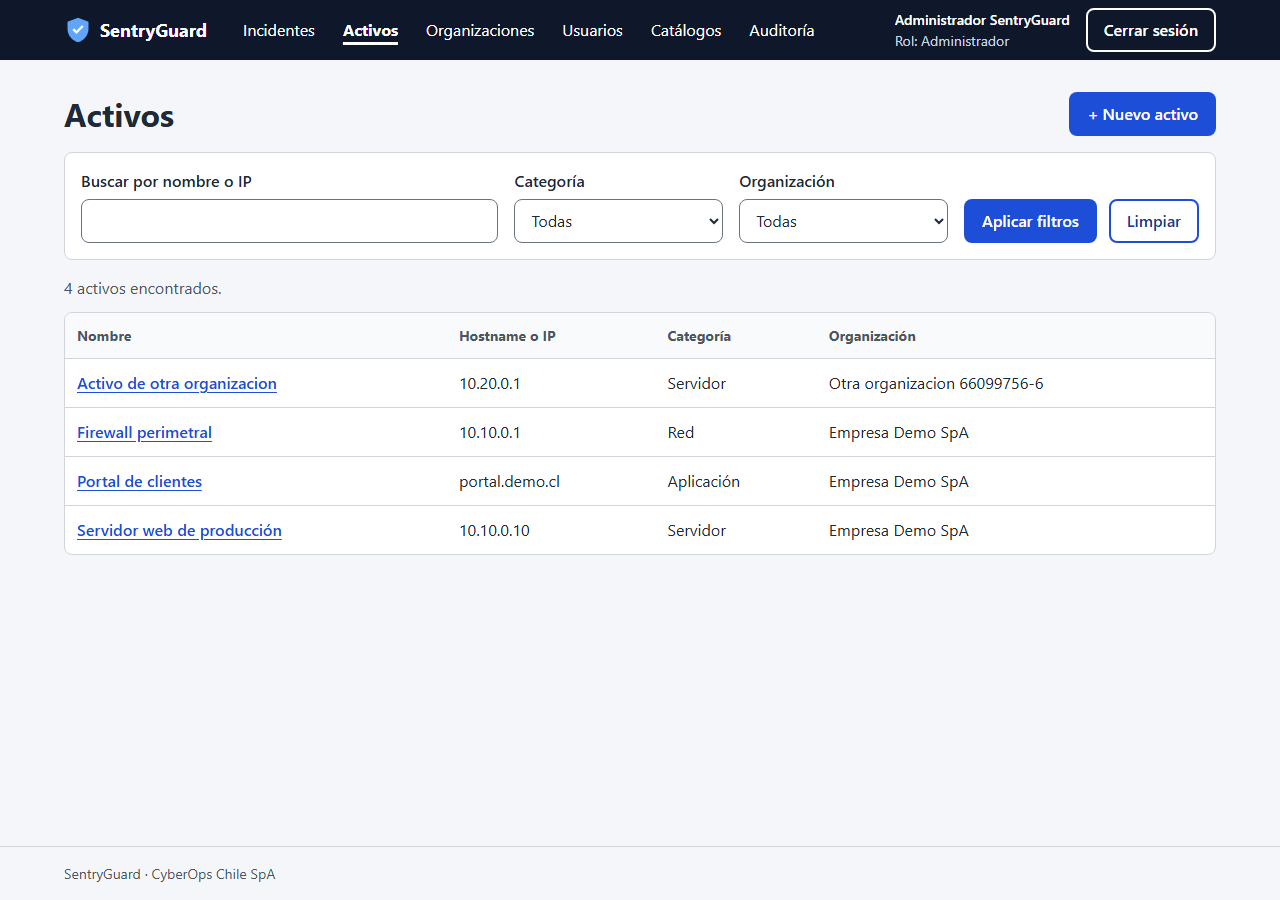 SentryGuard Incidentes Activos Organizaciones Usuarios Catálogos Auditoría
Administrador SentryGuard
Rol: Administrador
Cerrar sesión
Activos
+ Nuevo activo
Buscar por nombre o IP Categoría Organización
Todas Todas Aplicar filtros Limpiar
4 activos encontrados.
Nombre Hostname o IP Categoría Organización
Activo de otra organizacion 10.20.0.1 Servidor Otra organizacion 66099756-6
Firewall perimetral 10.10.0.1 Red Empresa Demo SpA
Portal de clientes portal.demo.cl Aplicación Empresa Demo SpA
Servidor web de producción 10.10.0.10 Servidor Empresa Demo SpA
SentryGuard · CyberOps Chile SpA